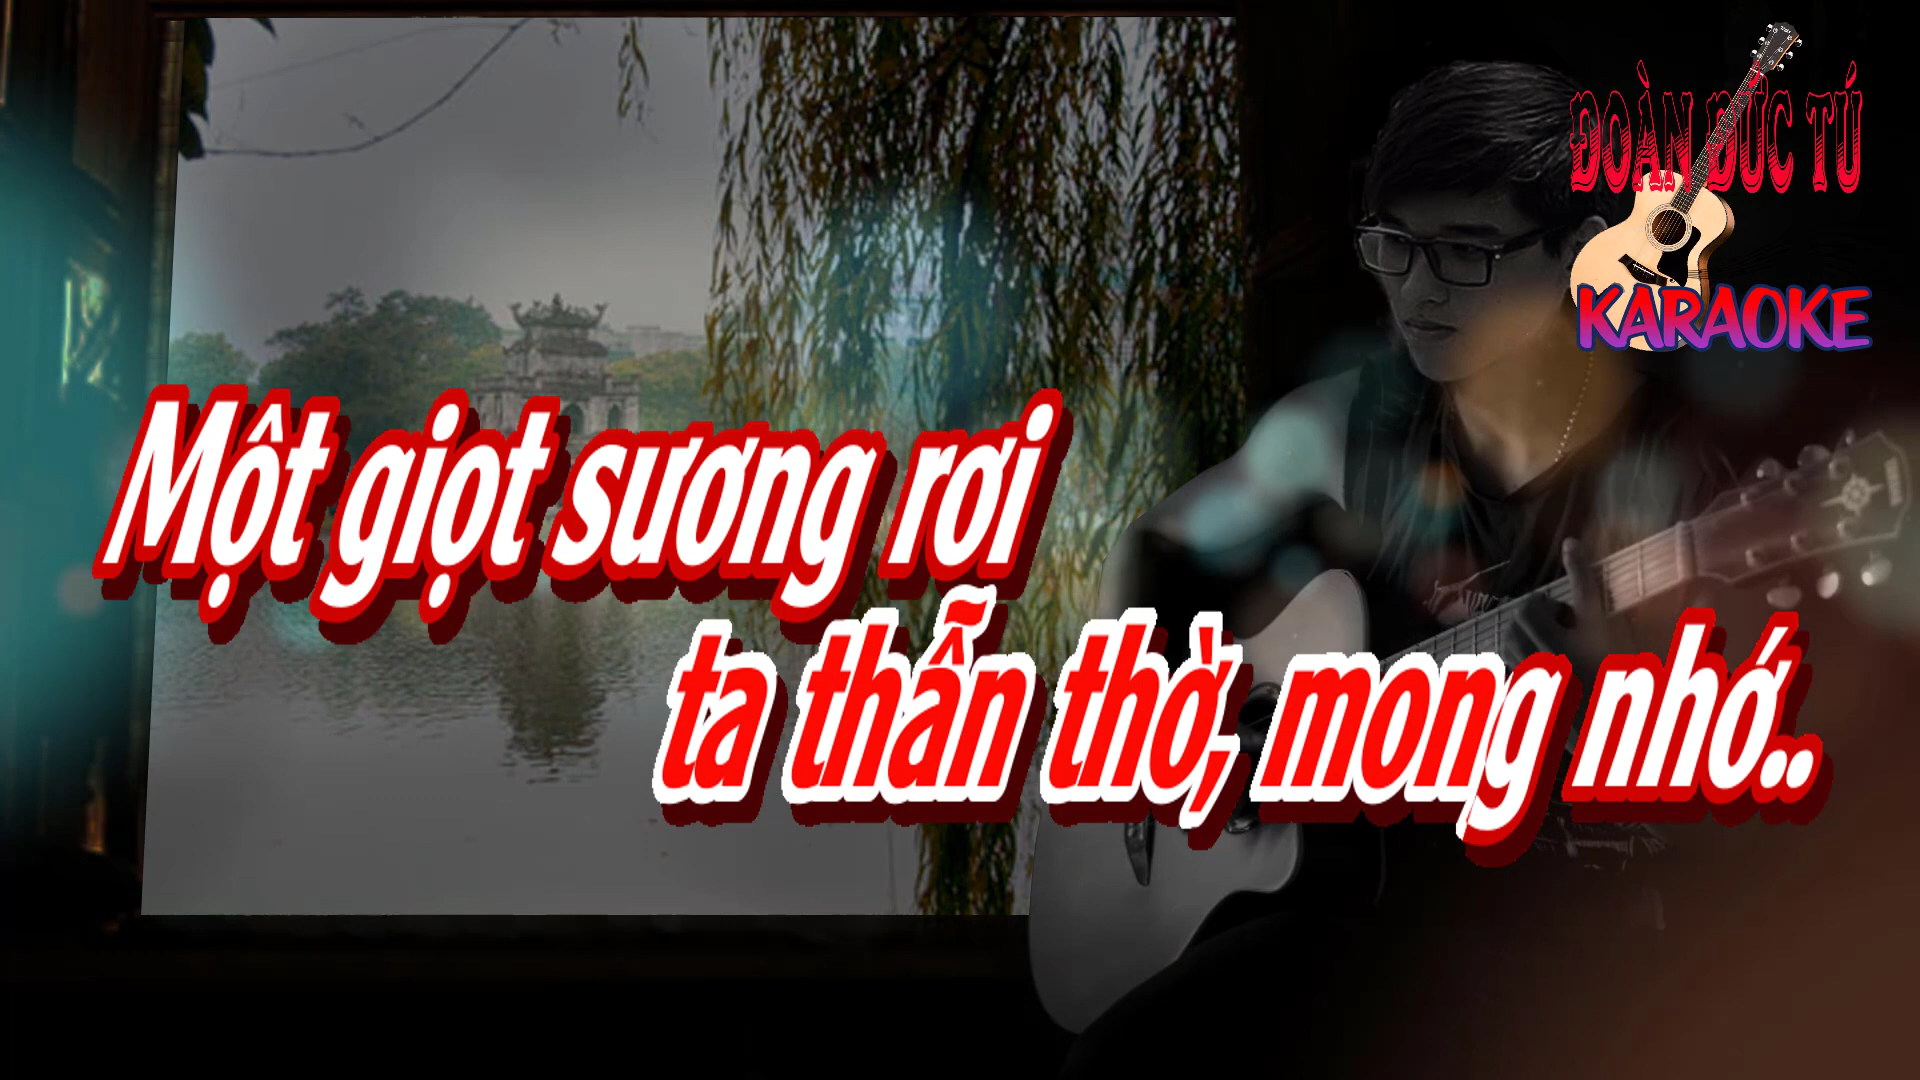 ĐOÀN ĐỨC TÚ
KARAOKE
Một giọt sương rơi
ta thẫn thờ, mong nhớ..